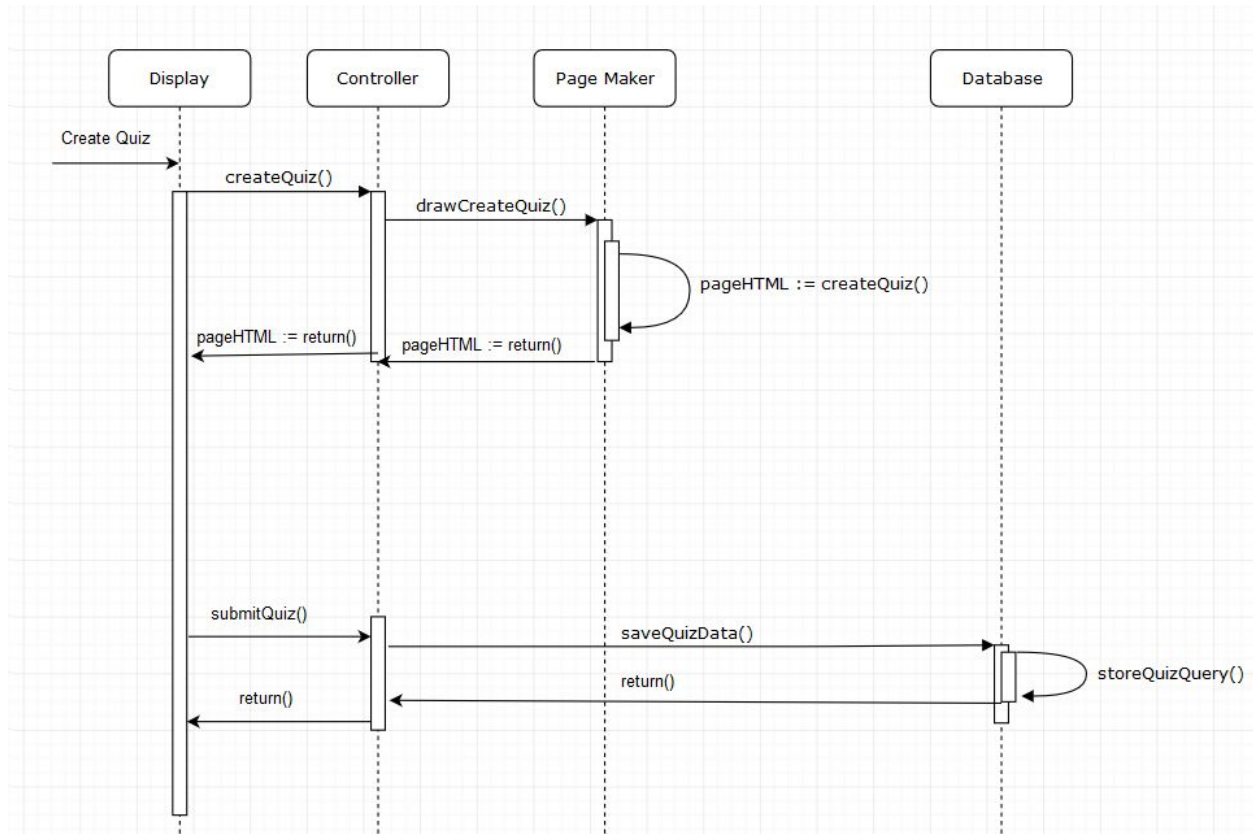 Display
Controller
Page Maker
Database
Create Quiz
createQuiz()
drawCreateQuiz()
pageHTML := createQuiz()
pageHTML := return()
pageHTML := return()
submitQuiz()
saveQuizData()
storeQuizQuery()
return()
return()